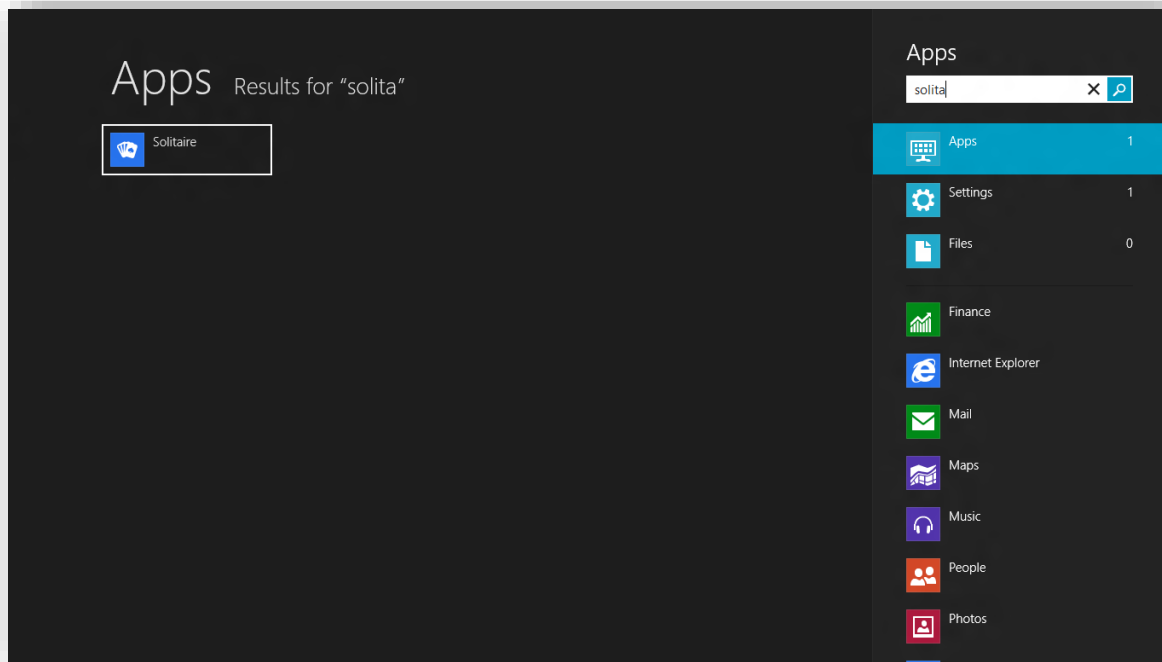 Apps Results for “solita”
Solitaire
Apps
solita
Apps 1
Settings 1
Files 0
Finance
Internet Explorer
Mail
Maps
Music
People
Photos